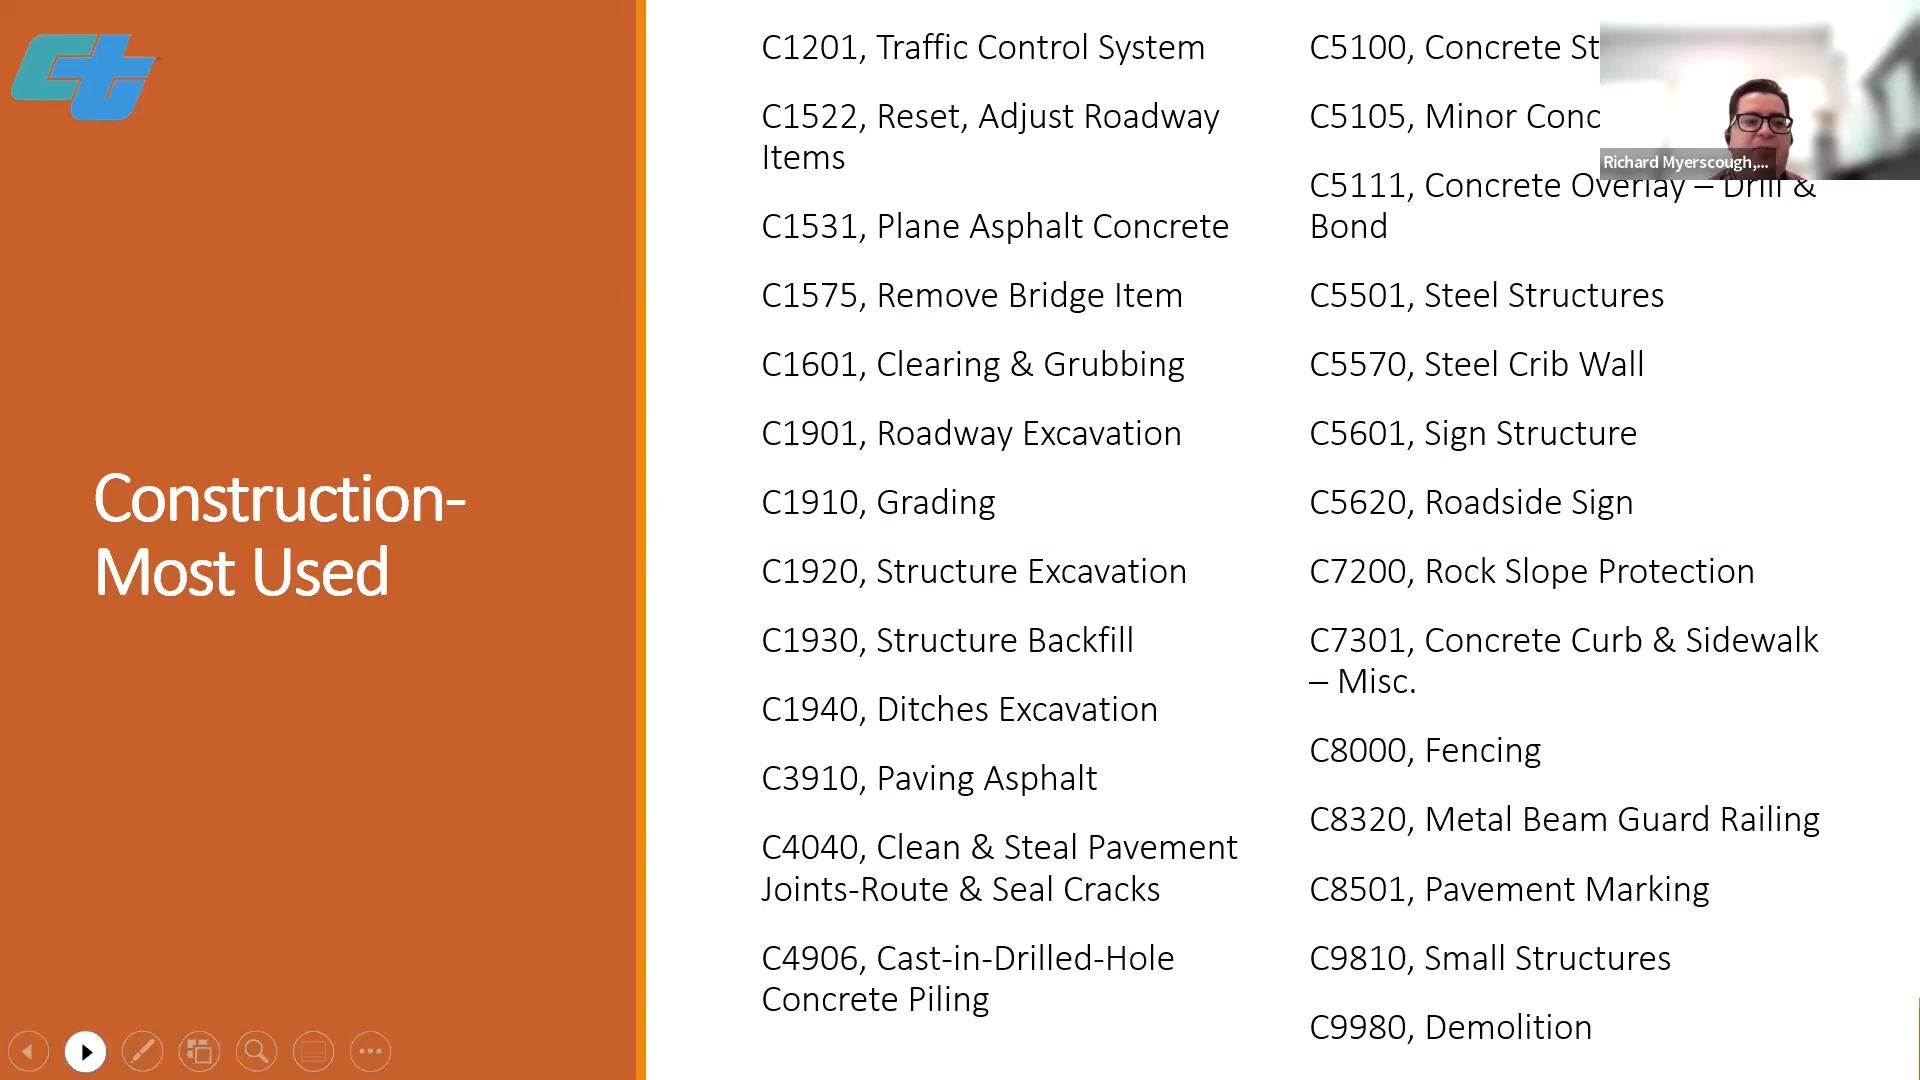 Construction-
Most Used
C1201, Traffic Control System
C1522, Reset, Adjust Roadway
Items
C1531, Plane Asphalt Concrete
C1575, Remove Bridge Item
C1601, Clearing & Grubbing
C1901, Roadway Excavation
C1910, Grading
C1920, Structure Excavation
C1930, Structure Backfill
C1940, Ditches Excavation
C3910, Paving Asphalt
C4040, Clean & Steal Pavement
Joints-Route & Seal Cracks
C4906, Cast-in-Drilled-Hole
Concrete Piling
C5100, Concrete St
C5105, Minor Conc
C5111, Concrete Overlay – Drill &
Bond
C5501, Steel Structures
C5570, Steel Crib Wall
C5601, Sign Structure
C5620, Roadside Sign
C7200, Rock Slope Protection
C7301, Concrete Curb & Sidewalk
– Misc.
C8000, Fencing
C8320, Metal Beam Guard Railing
C8501, Pavement Marking
C9810, Small Structures
C9980, Demolition
Richard Myerscough,...